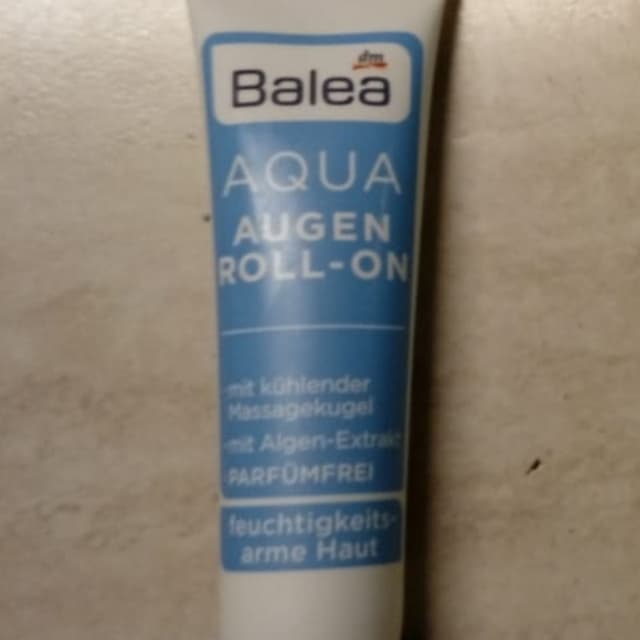 dm
Balea
AQUA
AUGEN
ROLL-ON
mit kühlender
Massagekugel
mit Algen-Extrakt
PARFÜMFREI
feuchtigkeits-
arme Haut